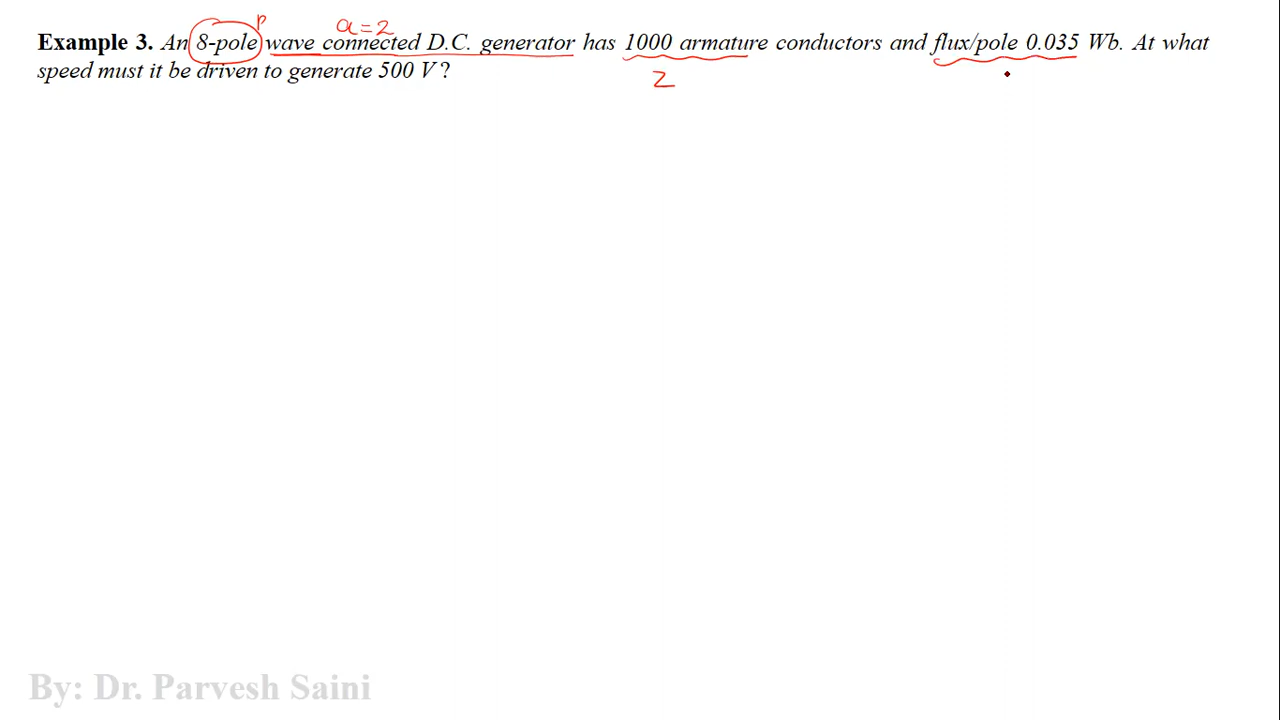 p
a=2
Example 3. An 8-pole wave connected D.C. generator has 1000 armature conductors and flux/pole 0.035 Wb. At what
speed must it be driven to generate 500 V?
Z
By: Dr. Parvesh Saini